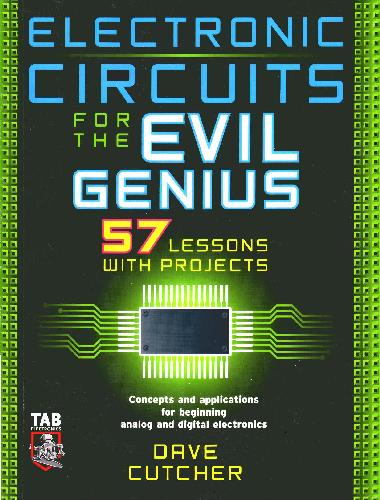 ELECTRONIC
CIRCUITS
FOR THE EVIL
GENIUS
57 LESSONS
WITH PROJECTS
Concepts and applications
for beginning
analog and digital electronics
TAB
ELECTRONICS
DAVE
CUTCHER